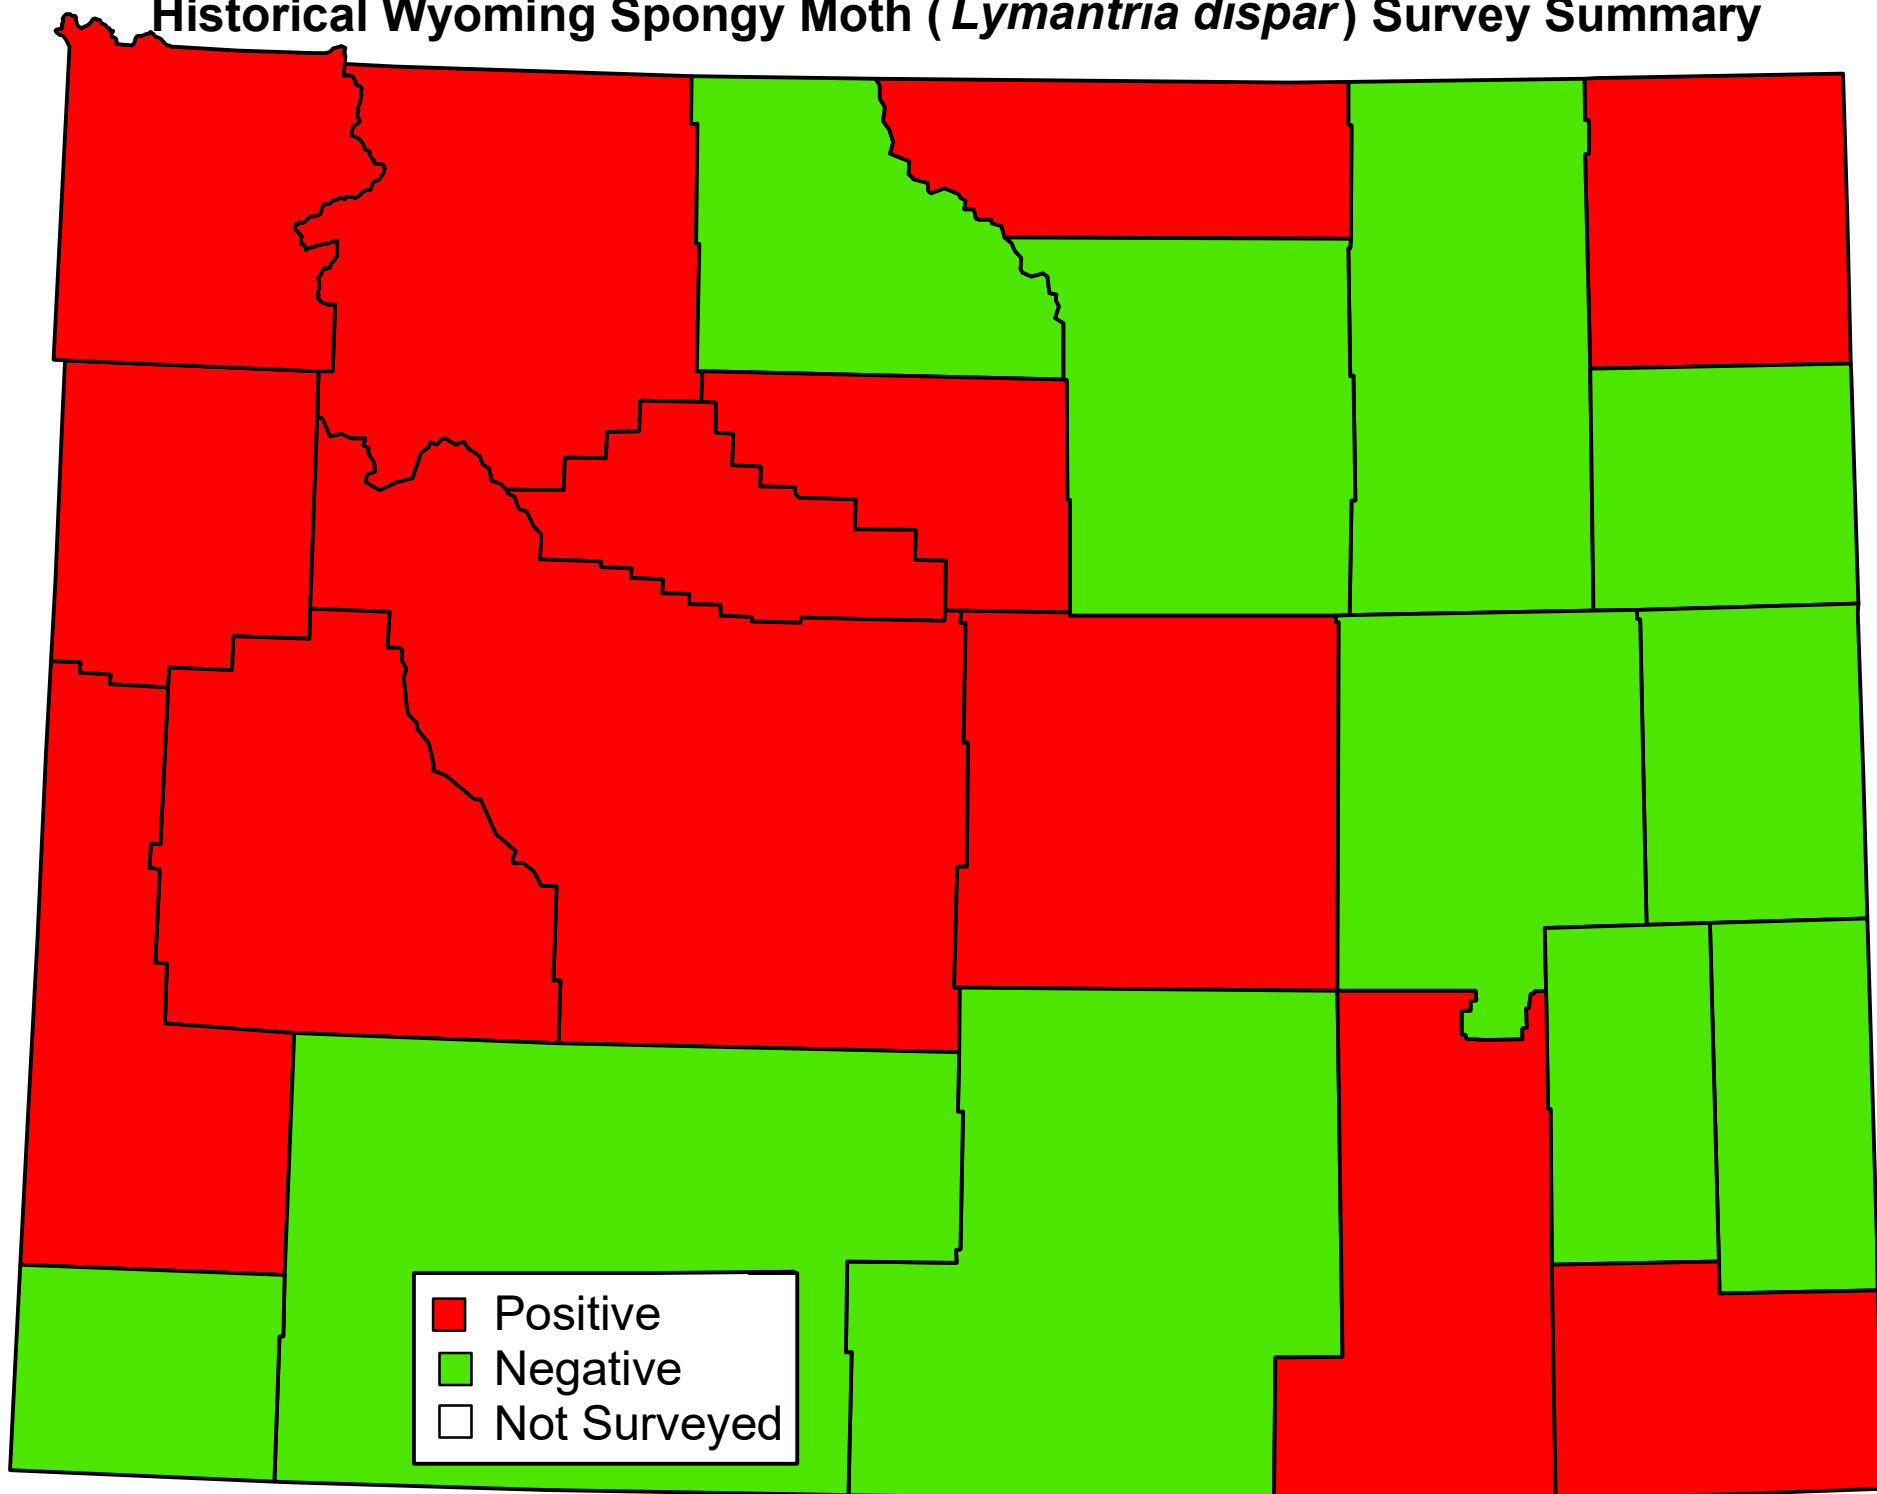 Historical Wyoming Spongy Moth (Lymantria dispar) Survey Summary
Positive
Negative
Not Surveyed